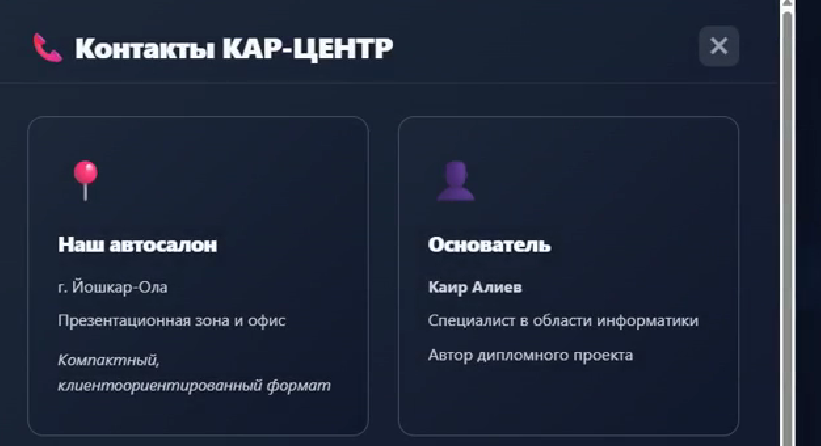 Контакты КАР-ЦЕНТР
Наш автосалон
г. Йошкар-Ола
Презентационная зона и офис
Компактный,
клиентоориентированный формат
Основатель
Каир Алиев
Специалист в области информатики
Автор дипломного проекта